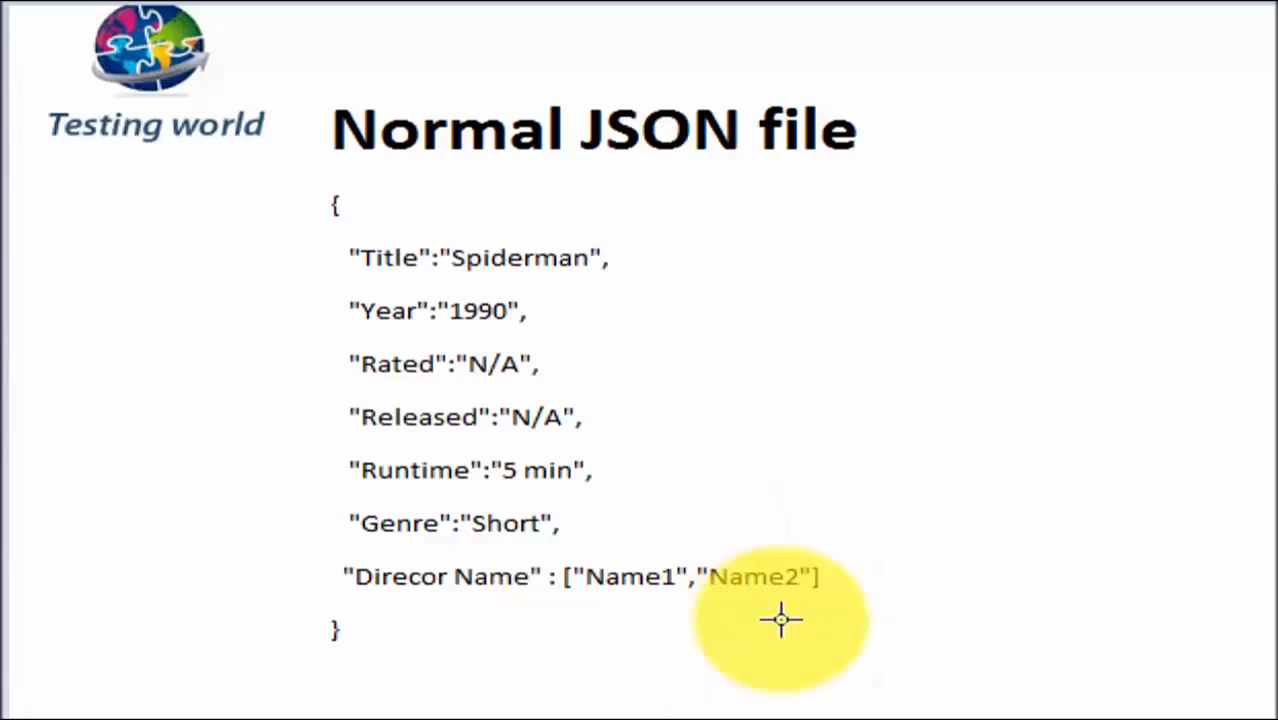 Testing world
Normal JSON file
{
"Title":"Spiderman",
"Year":"1990",
"Rated":"N/A",
"Released":"N/A",
"Runtime":"5 min",
"Genre":"Short",
"Direcor Name" : ["Name1","Name2"]
}